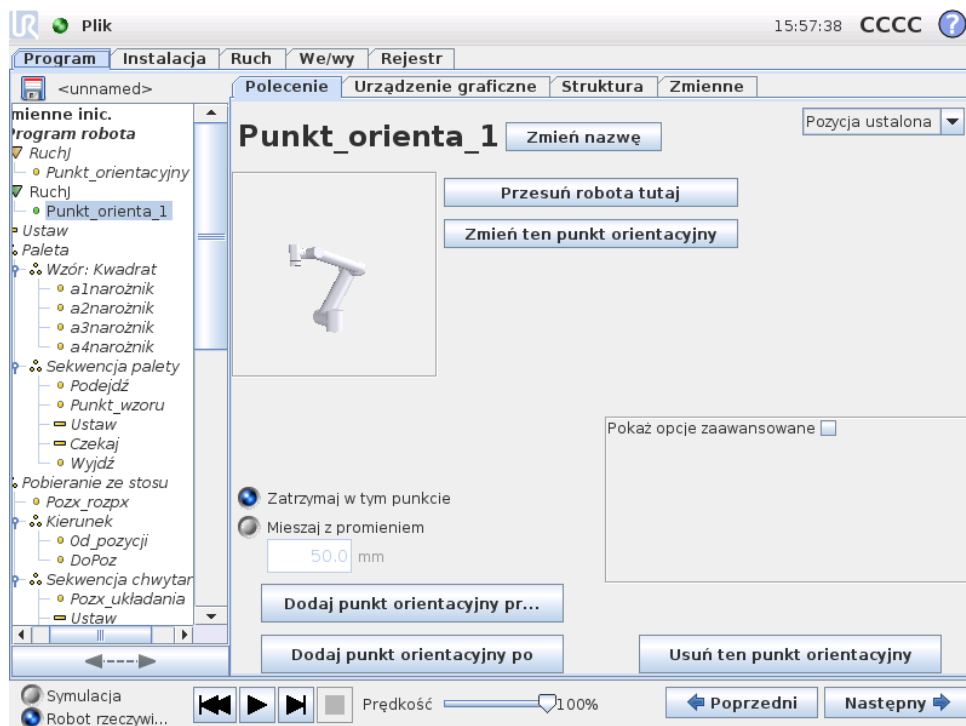 UR Plik 15:57:38 CCCC ?
Program Instalacja Ruch We/wy Rejestr
<unnamed>
Polecenie Urządzenie graficzne Struktura Zmienne
mienne inic.
Program robota
RuchJ
Punkt_orientacyjny
RuchJ
Punkt_orienta_1
Ustaw
Paleta
Wzór: Kwadrat
a1narożnik
a2narożnik
a3narożnik
a4narożnik
Sekwencja palety
Podejdź
Punkt_wzoru
Ustaw
Czekaj
Wyjdź
Pobieranie ze stosu
Pozx_rozpx
Kierunek
Od_pozycji
DoPoz
Sekwencja chwytar
Pozx_układania
Ustaw
Punkt_orienta_1 Zmień nazwę
Pozycja ustalona
Przesuń robota tutaj
Zmień ten punkt orientacyjny
Pokaż opcje zaawansowane
Zatrzymaj w tym punkcie
Mieszaj z promieniem
50.0 mm
Dodaj punkt orientacyjny pr...
Dodaj punkt orientacyjny po
Usuń ten punkt orientacyjny
Symulacja
Robot rzeczywi...
Prędkość 100%
Poprzedni
Następny